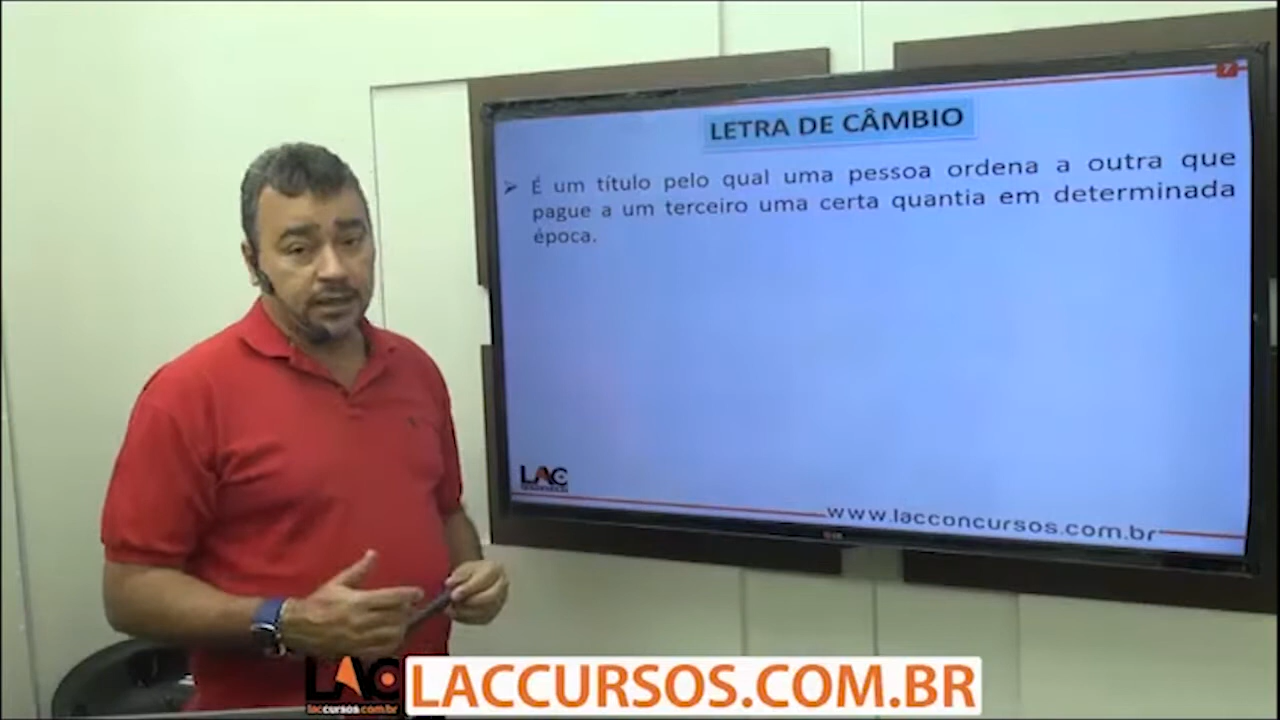 7
LETRA DE CÂMBIO
➢ É um título pelo qual uma pessoa ordena a outra que
pague a um terceiro uma certa quantia em determinada
época.
LAC
www.lacconcursos.com.br
LAC
laccursos.com.br
LACCURSOS.COM.BR